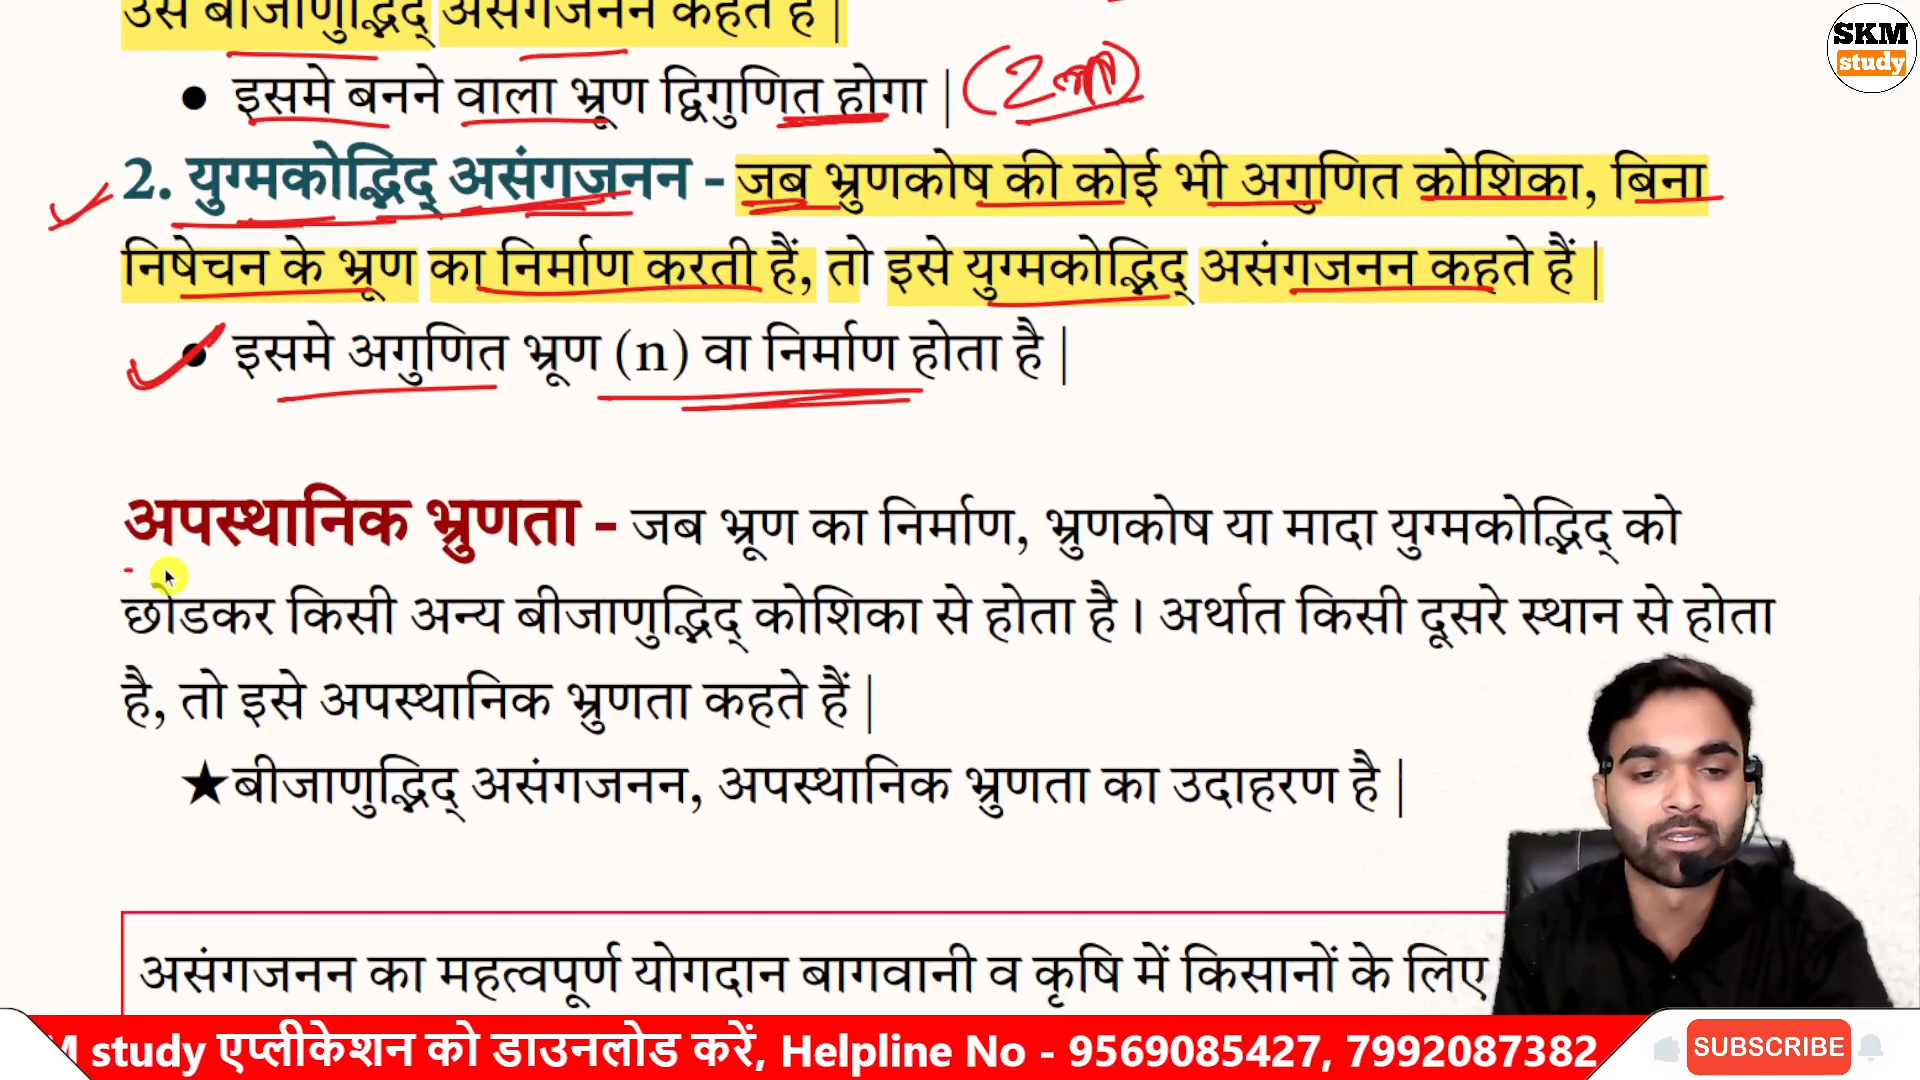 उसे बीजाणुद्भिद् असंगजनन कहते हैं |
● इसमे बनने वाला भ्रूण द्विगुणित होगा | (2n)
2. युग्मकोद्भिद् असंगजनन - जब भ्रुणकोष की कोई भी अगुणित कोशिका, बिना
निषेचन के भ्रूण का निर्माण करती हैं, तो इसे युग्मकोद्भिद् असंगजनन कहते हैं |
● इसमे अगुणित भ्रूण (n) वा निर्माण होता है |
अपस्थानिक भ्रुणता - जब भ्रूण का निर्माण, भ्रुणकोष या मादा युग्मकोद्भिद् को
छोडकर किसी अन्य बीजाणुद्भिद् कोशिका से होता है । अर्थात किसी दूसरे स्थान से होता
है, तो इसे अपस्थानिक भ्रुणता कहते हैं |
★बीजाणुद्भिद् असंगजनन, अपस्थानिक भ्रुणता का उदाहरण है |
असंगजनन का महत्वपूर्ण योगदान बागवानी व कृषि में किसानों के लिए
SKM
study
M study एप्लीकेशन को डाउनलोड करें, Helpline No - 9569085427, 7992087382
SUBSCRIBE